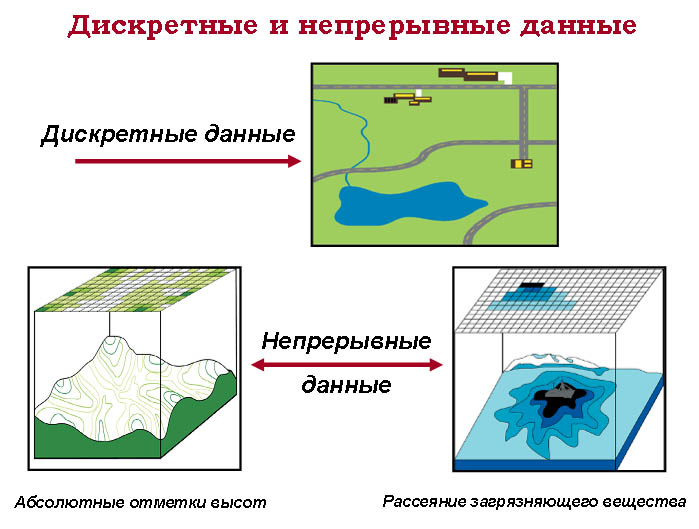 Дискретные и непрерывные данные
Дискретные данные
Непрерывные
данные
Абсолютные отметки высот
Рассеяние загрязняющего вещества